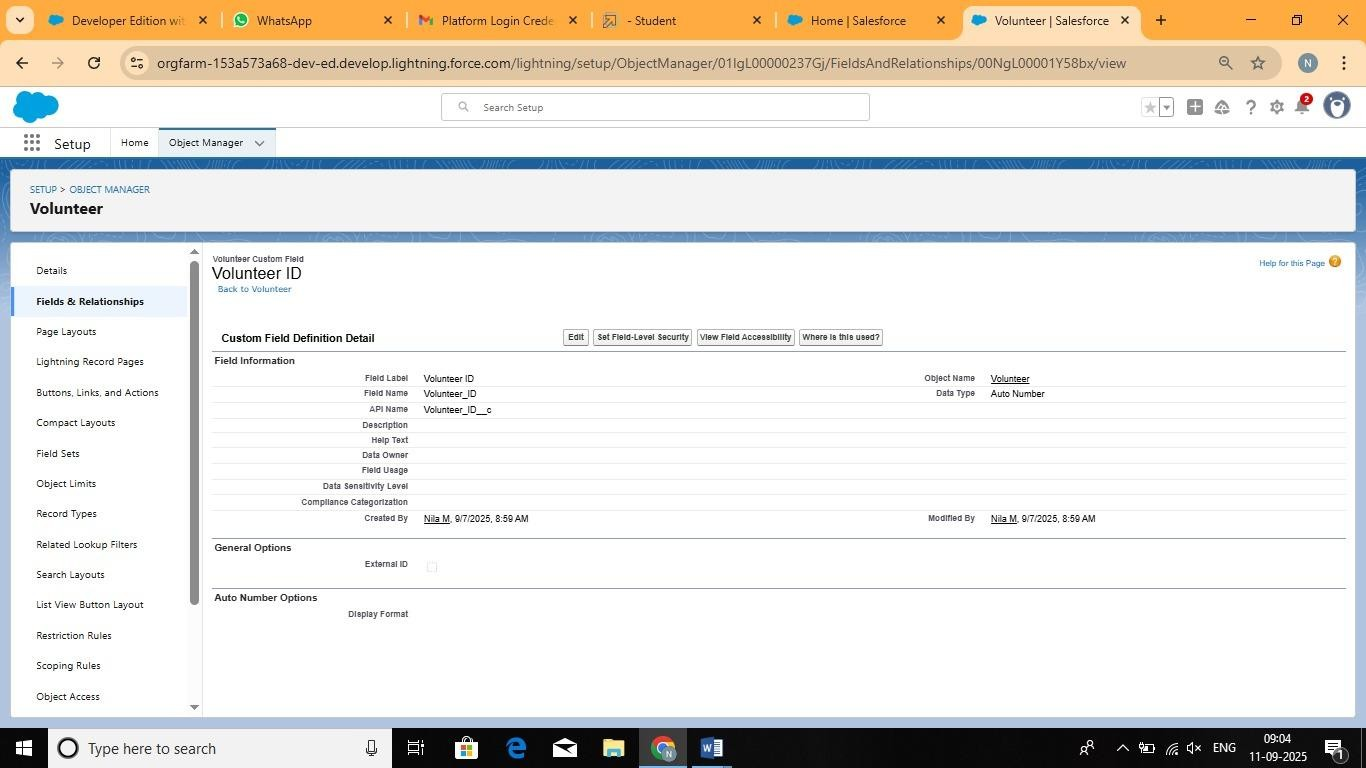 Developer Edition wit
WhatsApp
Platform Login Crede
- Student
Home | Salesforce
Volunteer | Salesforce
orgfarm-153a573a68-dev-ed.develop.lightning.force.com/lightning/setup/ObjectManager/01IgL00000237Gj/FieldsAndRelationships/00NgL00001Y58bx/view
N
Search Setup
2
Setup
Home
Object Manager
SETUP > OBJECT MANAGER
Volunteer
Details
Fields & Relationships
Page Layouts
Lightning Record Pages
Buttons, Links, and Actions
Compact Layouts
Field Sets
Object Limits
Record Types
Related Lookup Filters
Search Layouts
List View Button Layout
Restriction Rules
Scoping Rules
Object Access
Volunteer Custom Field
Volunteer ID
Back to Volunteer
Help for this Page
Custom Field Definition Detail
Edit
Set Field-Level Security
View Field Accessibility
Where is this used?
Field Information
Field Label Volunteer ID Object Name Volunteer
Field Name Volunteer_ID Data Type Auto Number
API Name Volunteer_ID__c
Description
Help Text
Data Owner
Field Usage
Data Sensitivity Level
Compliance Categorization
Created By Nila M, 9/7/2025, 8:59 AM Modified By Nila M, 9/7/2025, 8:59 AM
General Options
External ID
Auto Number Options
Display Format
Type here to search
ENG
09:04
11-09-2025
1